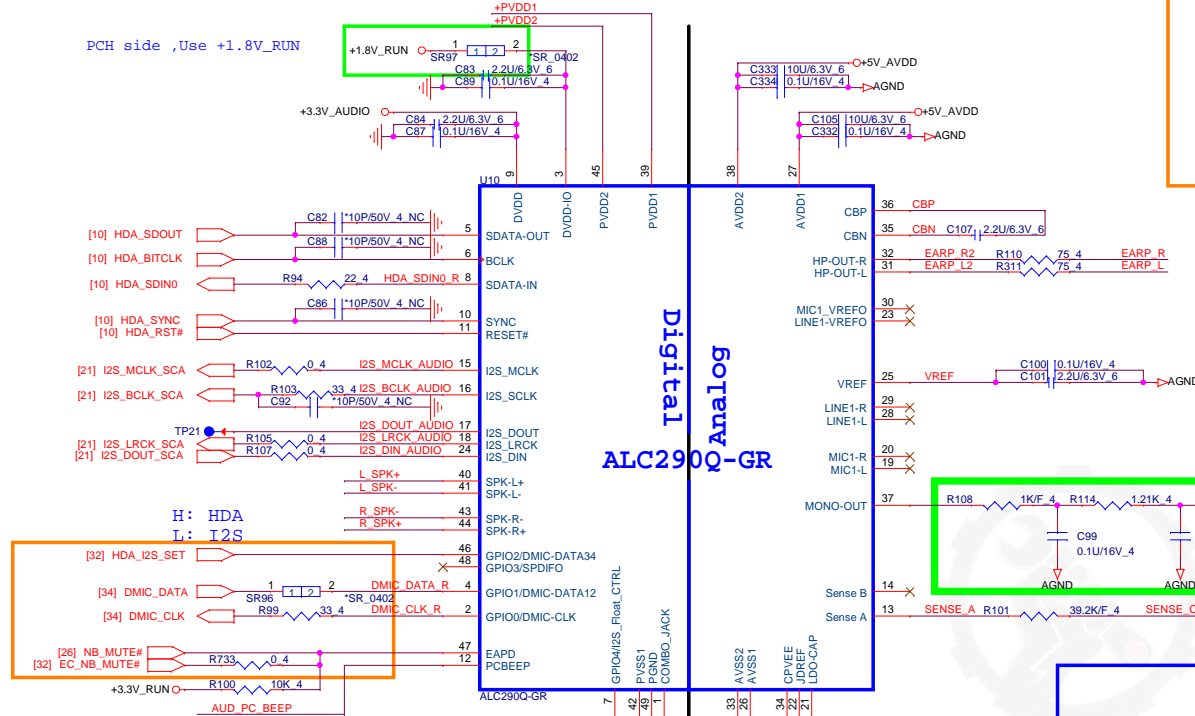 +PVDD1
+PVDD2
PCH side ,Use +1.8V_RUN
+1.8V_RUN 1 1 2 2
SR97 *SR_0402
C83 2.2U/6.3V_6
C89 0.1U/16V_4
C333 10U/6.3V_6 +5V_AVDD
C334 0.1U/16V_4 AGND
+3.3V_AUDIO
C84 2.2U/6.3V_6
C87 0.1U/16V_4
C105 10U/6.3V_6 +5V_AVDD
C332 0.1U/16V_4 AGND
9 3 45 39 38 27
U10
DVDD DVDD-IO PVDD2 PVDD1 AVDD2 AVDD1
C82 *10P/50V_4_NC
[10] HDA_SDOUT 5 SDATA-OUT
C88 *10P/50V_4_NC
[10] HDA_BITCLK 6 BCLK
[10] HDA_SDIN0 R94 22_4 HDA_SDIN0_R 8 SDATA-IN
C86 *10P/50V_4_NC
[10] HDA_SYNC 10 SYNC
[10] HDA_RST# 11 RESET#
[21] I2S_MCLK_SCA R102 0_4 I2S_MCLK_AUDIO 15 I2S_MCLK
[21] I2S_BCLK_SCA R103 33_4 I2S_BCLK_AUDIO 16 I2S_SCLK
C92 *10P/50V_4_NC
TP21 I2S_DOUT_AUDIO 17 I2S_DOUT
[21] I2S_LRCK_SCA R105 0_4 I2S_LRCK_AUDIO 18 I2S_LRCK
[21] I2S_DOUT_SCA R107 0_4 I2S_DIN_AUDIO 24 I2S_DIN
L_SPK+ 40 SPK-L+
L_SPK- 41 SPK-L-
R_SPK- 43 SPK-R-
R_SPK+ 44 SPK-R+
H: HDA
L: I2S
[32] HDA_I2S_SET 46 GPIO2/DMIC-DATA34
48 GPIO3/SPDIFO
[34] DMIC_DATA 1 1 2 2 DMIC_DATA_R 4 GPIO1/DMIC-DATA12
SR96 *SR_0402
[34] DMIC_CLK R99 33_4 DMIC_CLK_R 2 GPIO0/DMIC-CLK
[26] NB_MUTE# 47 EAPD
[32] EC_NB_MUTE# R733 0_4 12 PCBEEP
+3.3V_RUN R100 10K_4
AUD_PC_BEEP
Digital
Analog
ALC290Q-GR
CBP 36 CBP
CBN 35 CBN C107 2.2U/6.3V_6
HP-OUT-R 32 EARP_R2 R110 75_4 EARP_R
HP-OUT-L 31 EARP_L2 R311 75_4 EARP_L
MIC1_VREFO 30
LINE1-VREFO 23
C100 0.1U/16V_4
VREF 25 VREF C101 2.2U/6.3V_6 AGND
LINE1-R 29
LINE1-L 28
MIC1-R 20
MIC1-L 19
MONO-OUT 37 R108 1K/F_4 R114 1.21K_4
C99
0.1U/16V_4
AGND AGND
Sense B 14
Sense A 13 SENSE_A R101 39.2K/F_4
GPIO4/I2S_Float_CTRL PVSS1 PGND COMBO_JACK AVSS2 AVSS1 CPVEE JDREF LDO-CAP
ALC290Q-GR
7 42 49 1 33 26 34 22 21